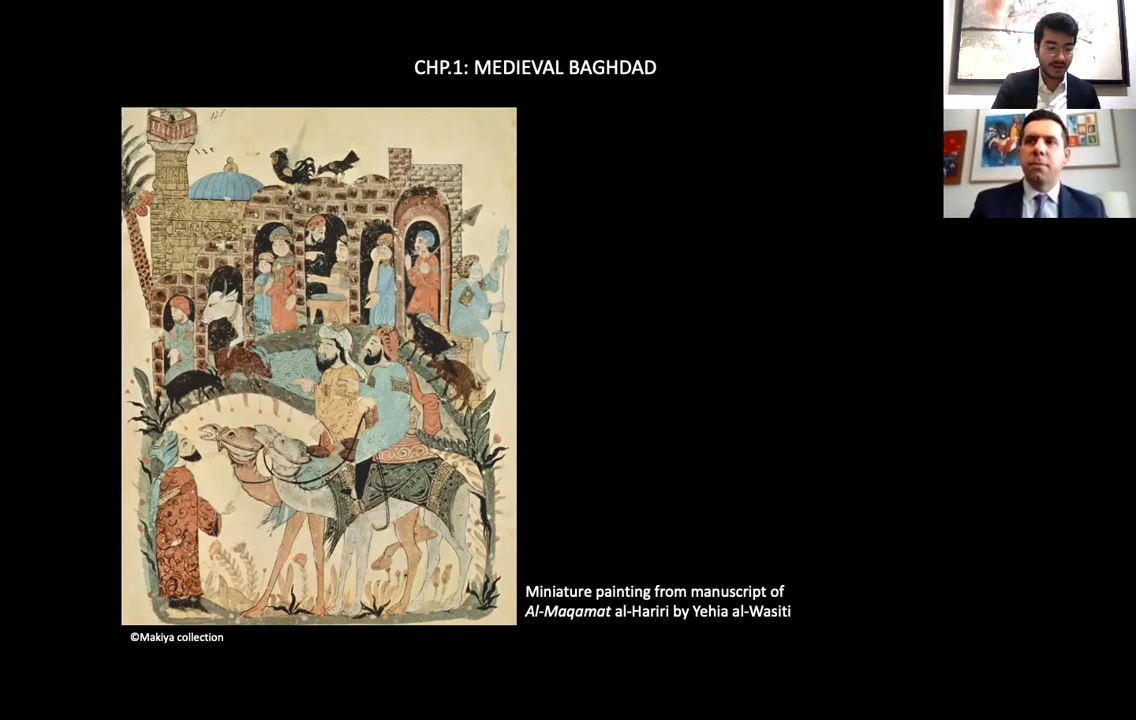 CHP.1: MEDIEVAL BAGHDAD
Miniature painting from manuscript of
Al-Maqamat al-Hariri by Yehia al-Wasiti
©Makiya collection